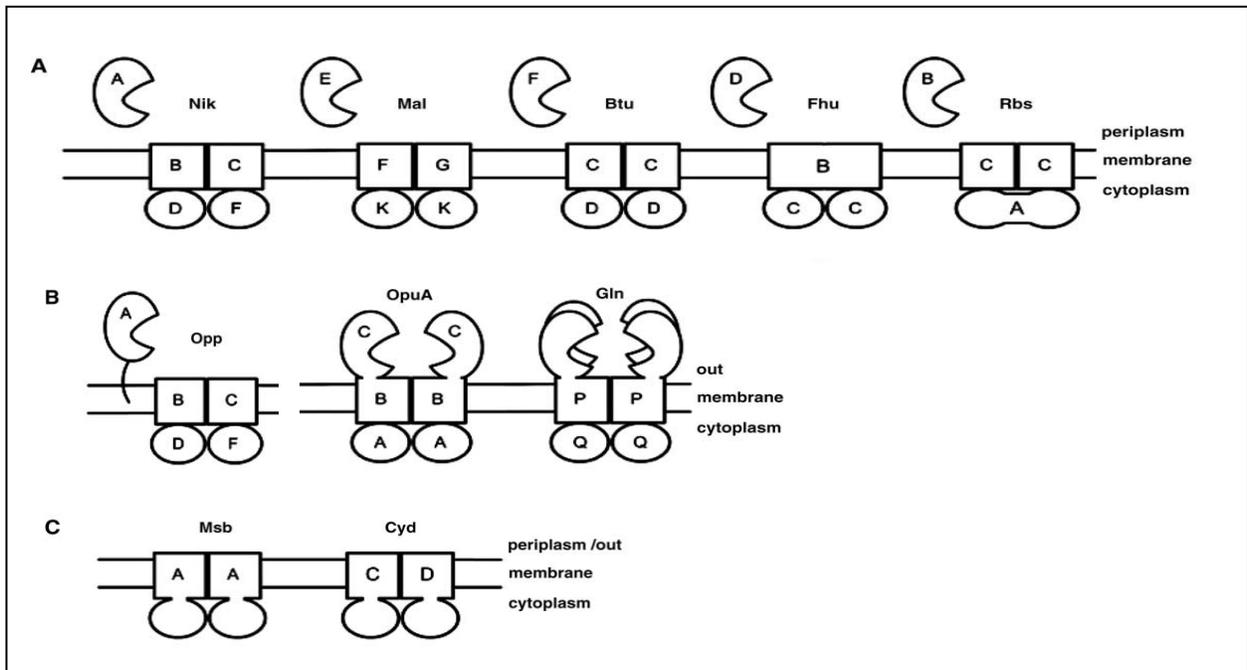 A
A E F D B
Nik Mal Btu Fhu Rbs
periplasm
B C F G C C B C C membrane
cytoplasm
D F K K D D C C A
B
OpuA Gln
A C C
Opp
out
B C B B P P membrane
cytoplasm
D F A A Q Q
C
Msb Cyd
periplasm /out
A A C D membrane
cytoplasm